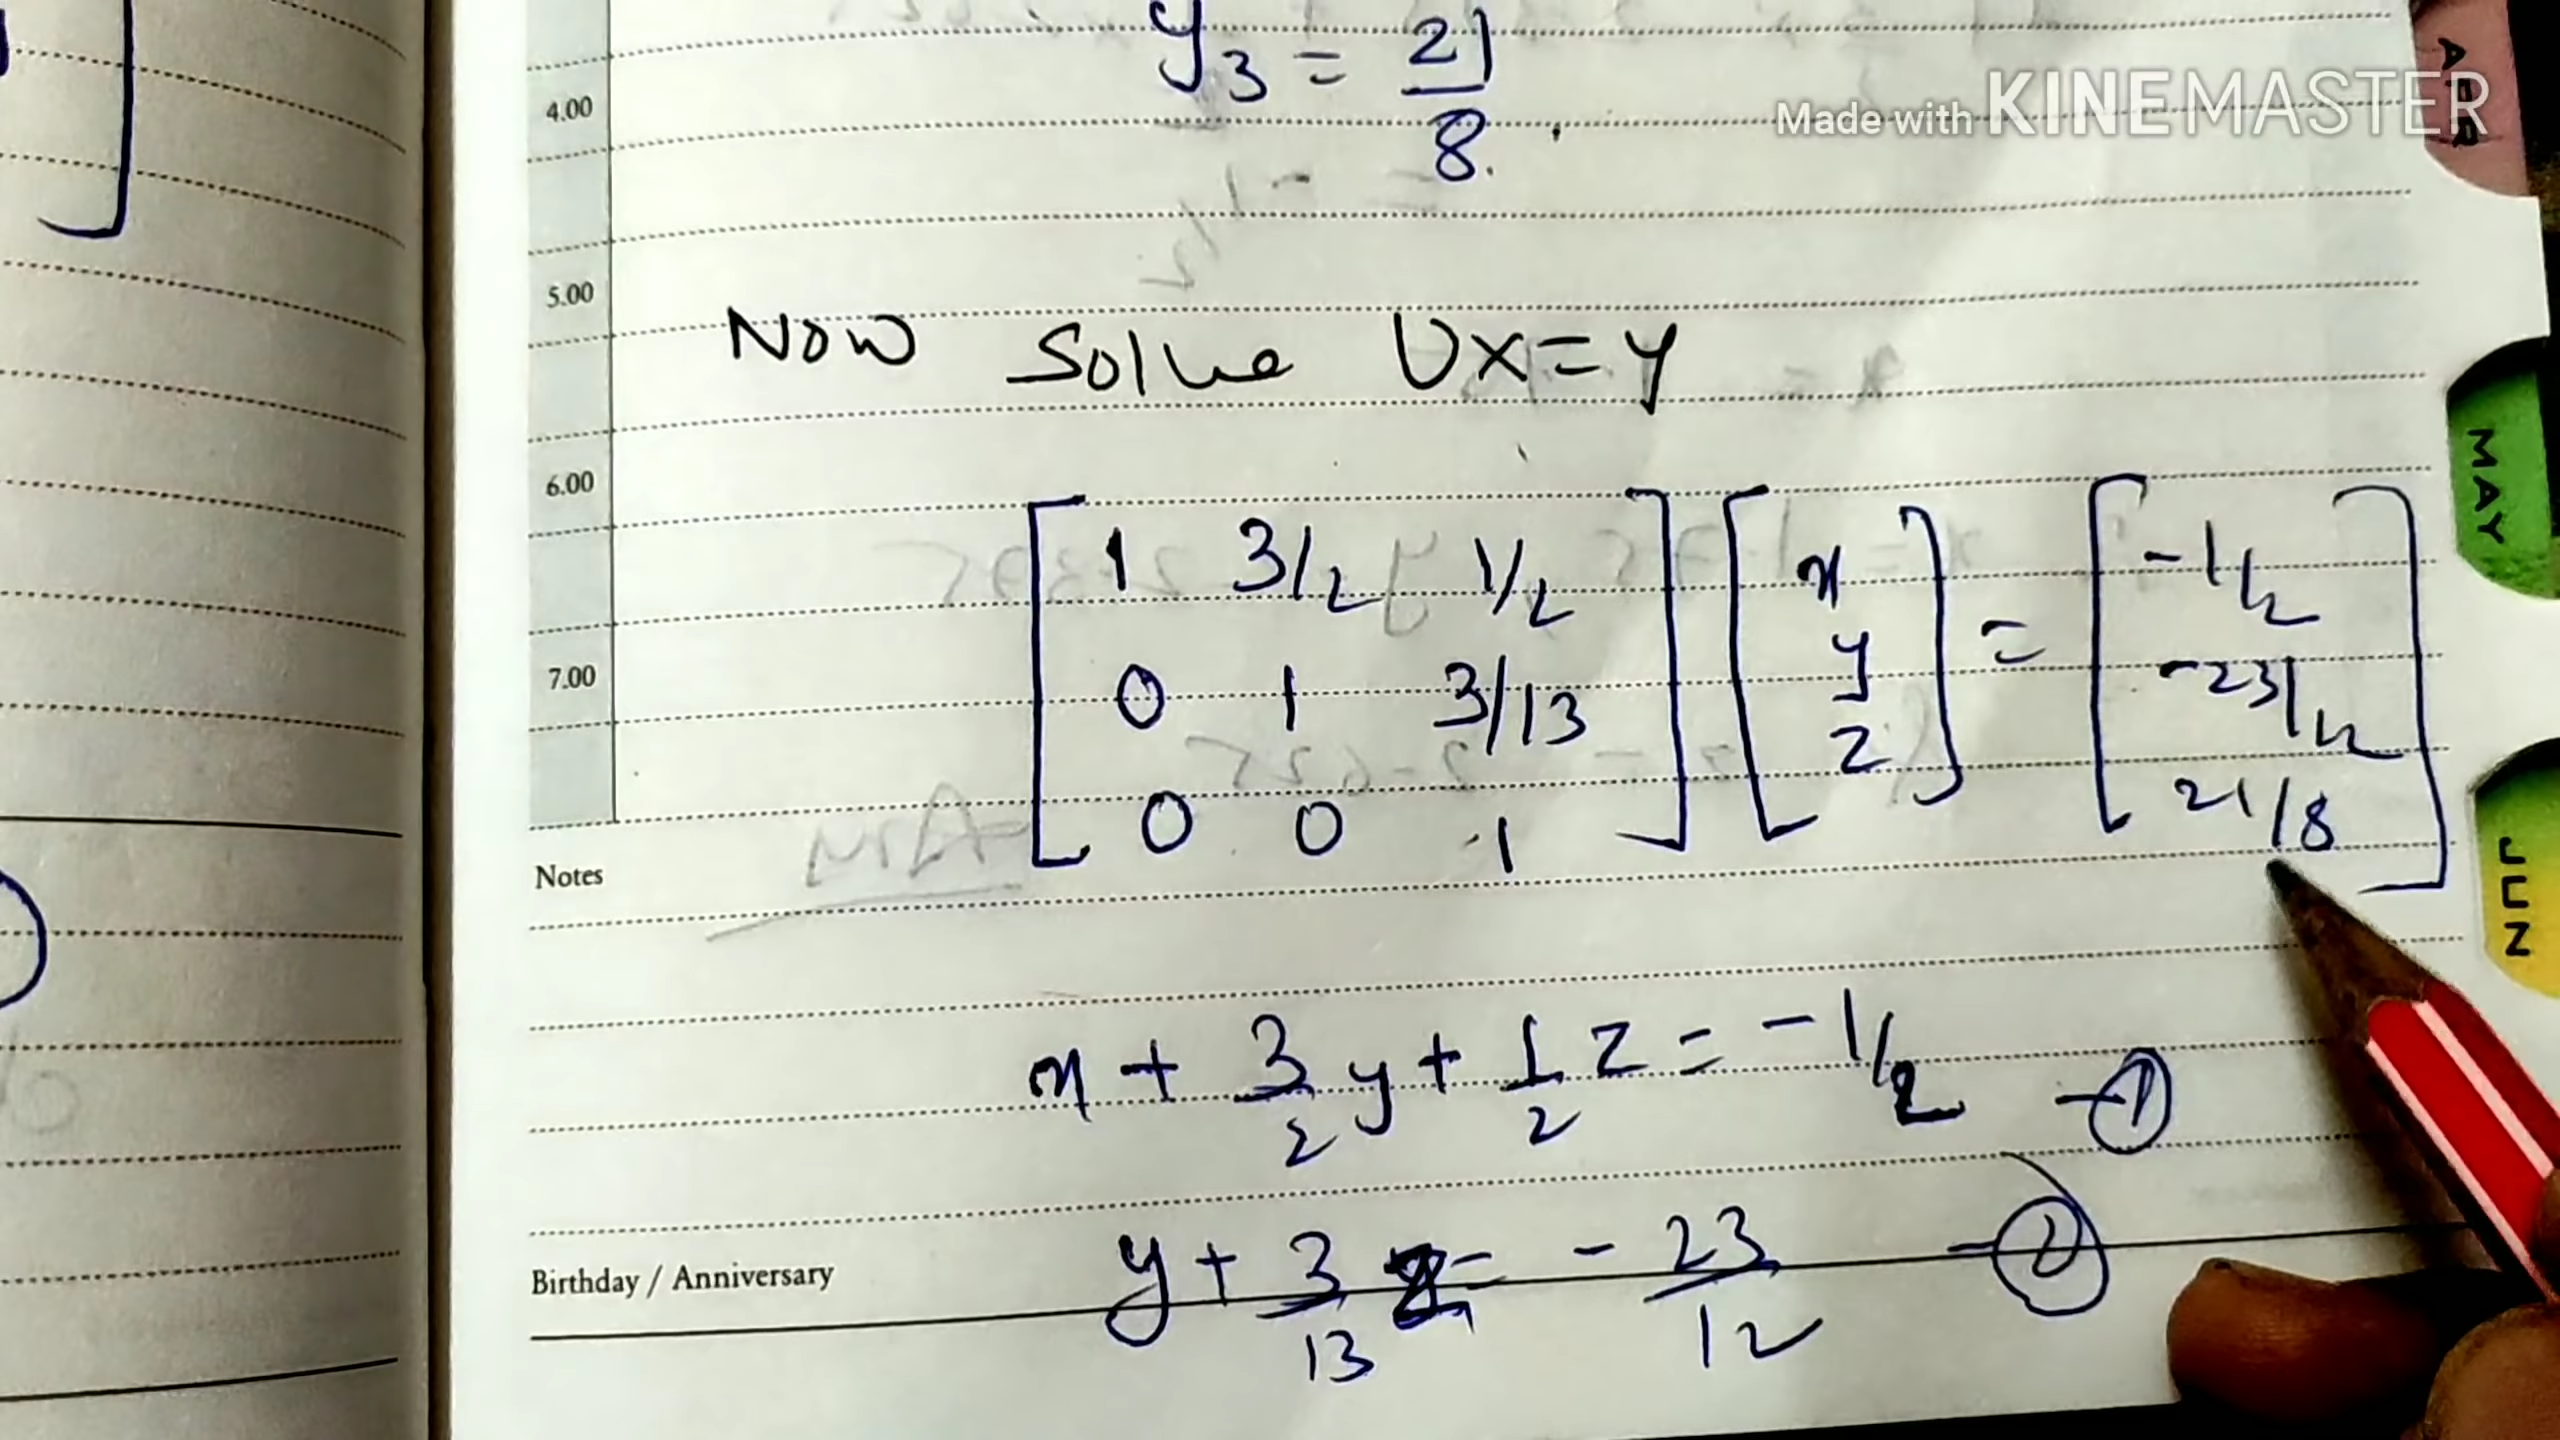 y3 = 21
8.
Made with KINEMASTER
APR
4.00
5.00
Now Solve UX=Y
6.00
MAY
1 3/2 1/2 x -1/2
0 1 3/13 y = -23/12
0 0 1 z 21/8
7.00
Notes
JUN
x + 3/2 y + 1/2 z = -1/2 -①
y + 3/13 z = -23/12 -②
Birthday / Anniversary